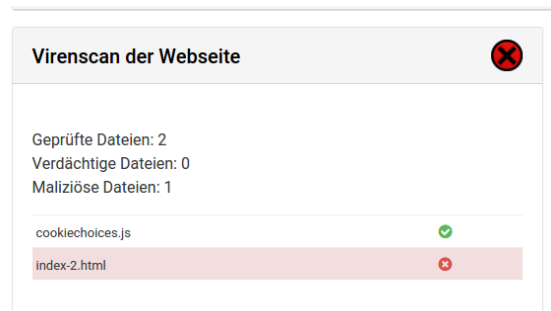 Virenscan der Webseite
Geprüfte Dateien: 2
Verdächtige Dateien: 0
Maliziöse Dateien: 1
cookiechoices.js
index-2.html